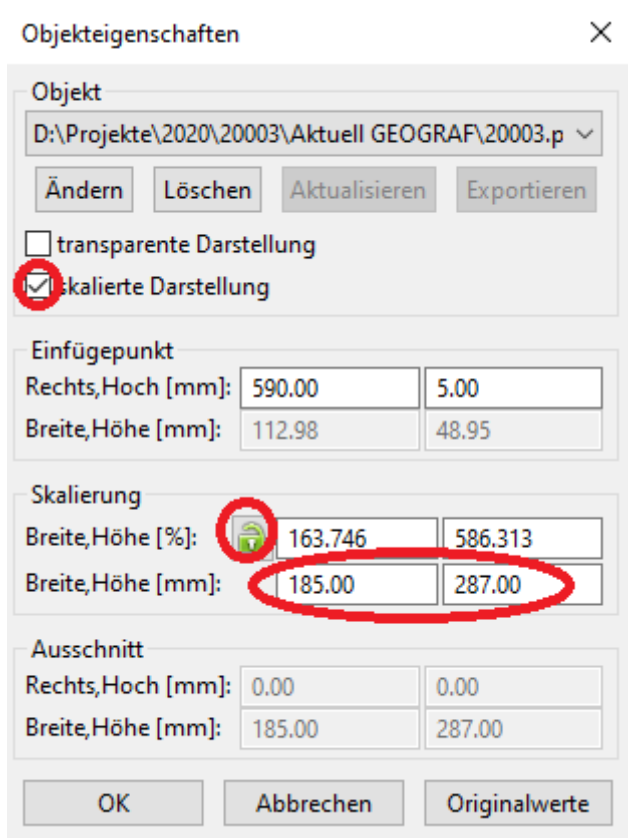 Objekteigenschaften
Objekt
D:\Projekte\2020\20003\Aktuell GEOGRAF\20003.p
Ändern Löschen Aktualisieren Exportieren
transparente Darstellung
skalierte Darstellung
Einfügepunkt
Rechts,Hoch [mm]: 590.00 5.00
Breite,Höhe [mm]: 112.98 48.95
Skalierung
Breite,Höhe [%]: 163.746 586.313
Breite,Höhe [mm]: 185.00 287.00
Ausschnitt
Rechts,Hoch [mm]: 0.00 0.00
Breite,Höhe [mm]: 185.00 287.00
OK Abbrechen Originalwerte